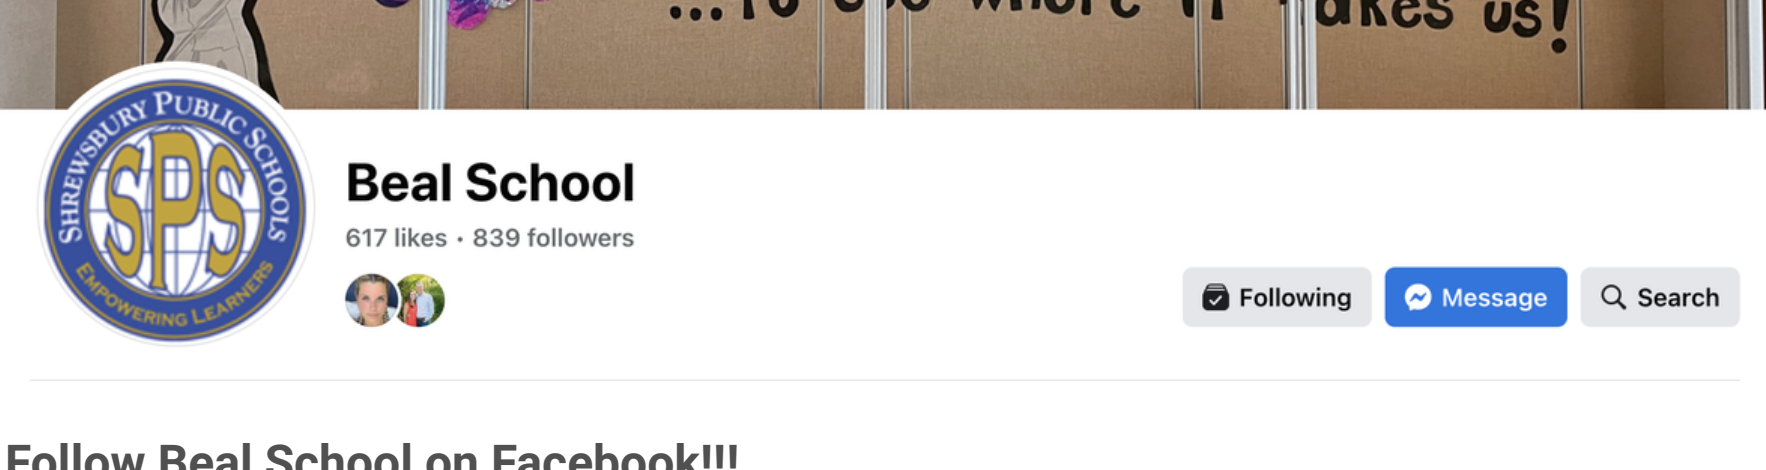 ...To see where it takes us!
SHREWSBURY PUBLIC SCHOOLS
SPS
EMPOWERING LEARNERS
Beal School
617 likes · 839 followers
Following
Message
Search
Follow Beal School on Facebook!!!